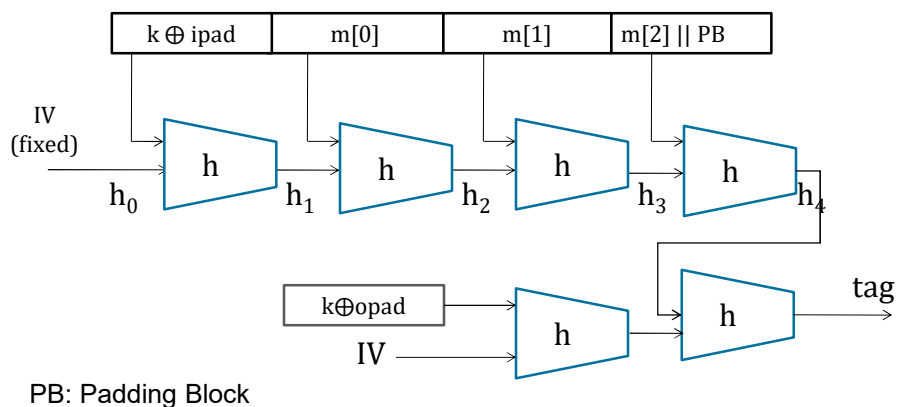 k ⊕ ipad m[0] m[1] m[2] || PB
IV
(fixed)
h h h h
h₀ h₁ h₂ h₃ h₄
k⊕opad
h h
tag
IV
PB: Padding Block